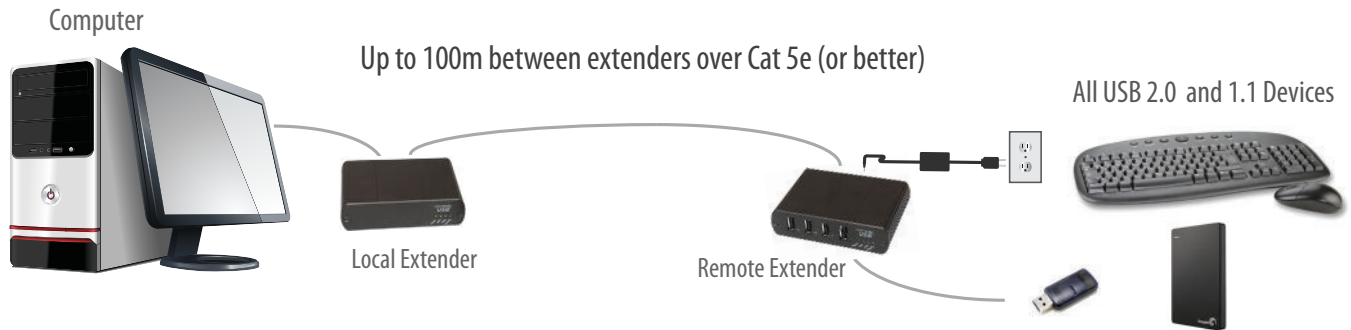 Computer
Up to 100m between extenders over Cat 5e (or better)
All USB 2.0 and 1.1 Devices
Local Extender
Remote Extender